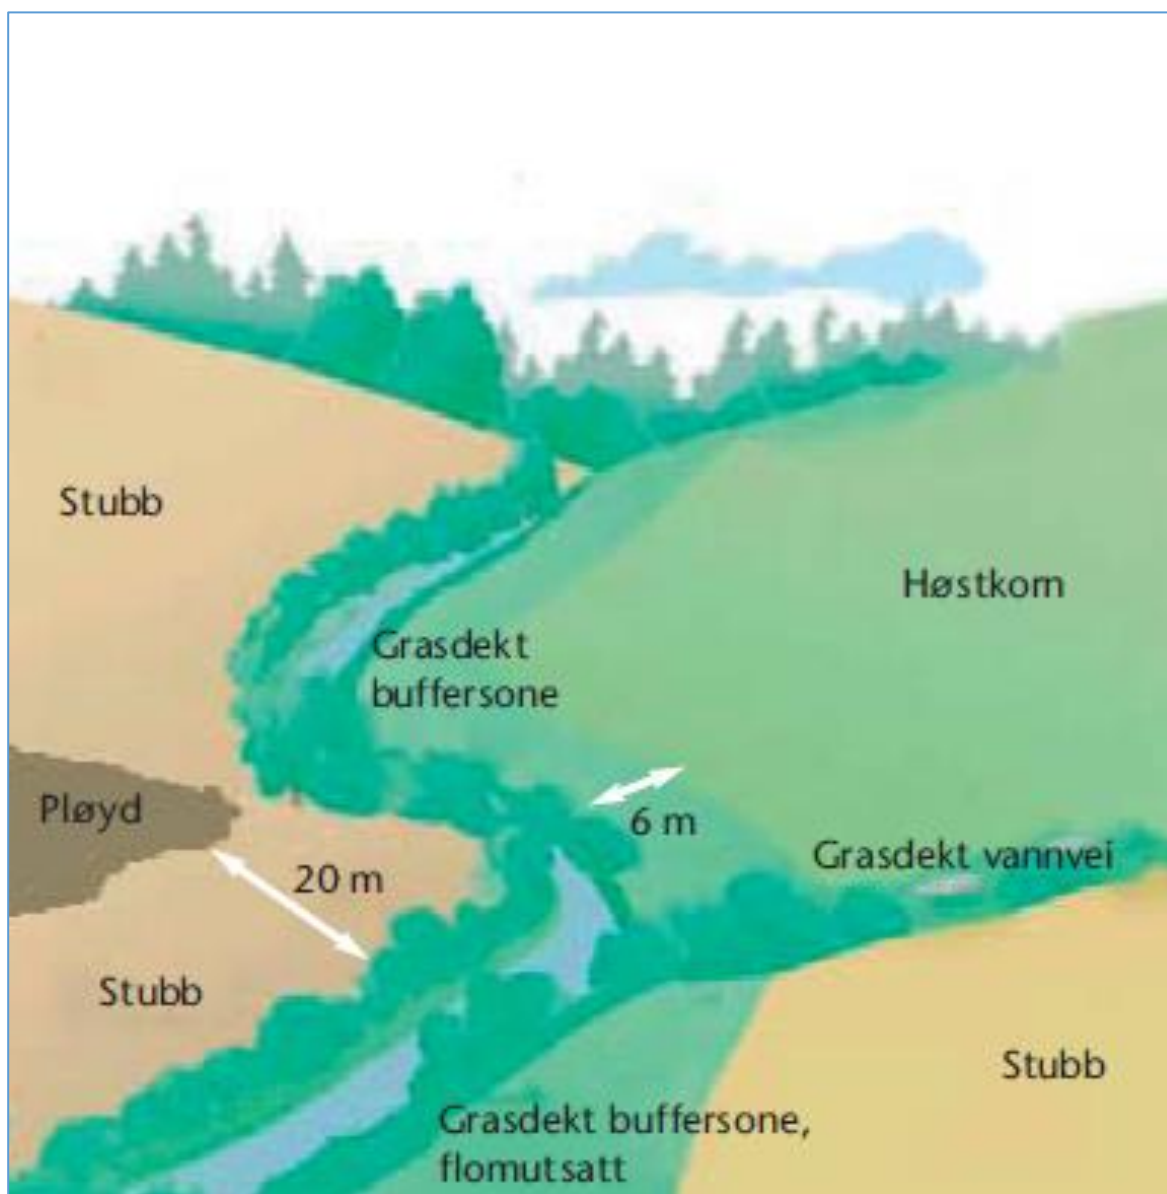 Stubb
Høstkorn
Grasdekt
buffersone
Pløyd
6 m
20 m
Grasdekt vannvei
Stubb
Stubb
Grasdekt buffersone,
flomutsatt